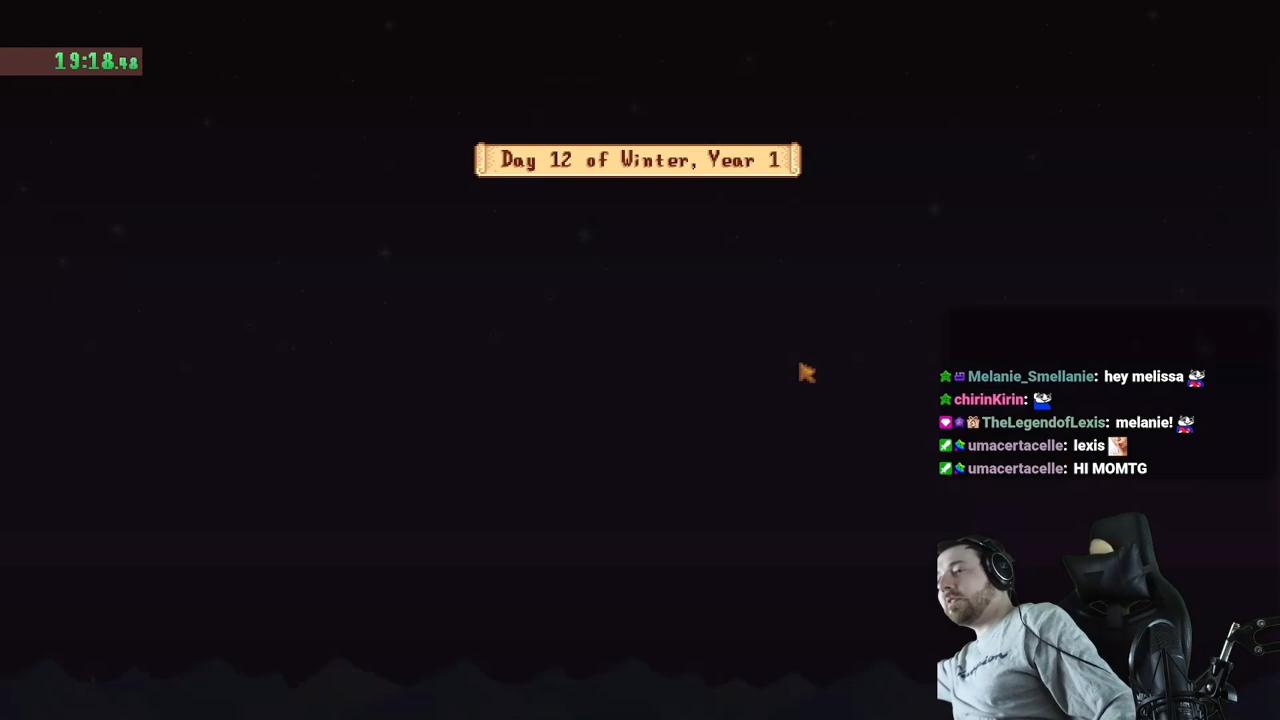 19:18.48
Day 12 of Winter, Year 1
Melanie_Smellanie: hey melissa
chirinKirin:
TheLegendofLexis: melanie!
umacertacelle: lexis
umacertacelle: HI MOMTG